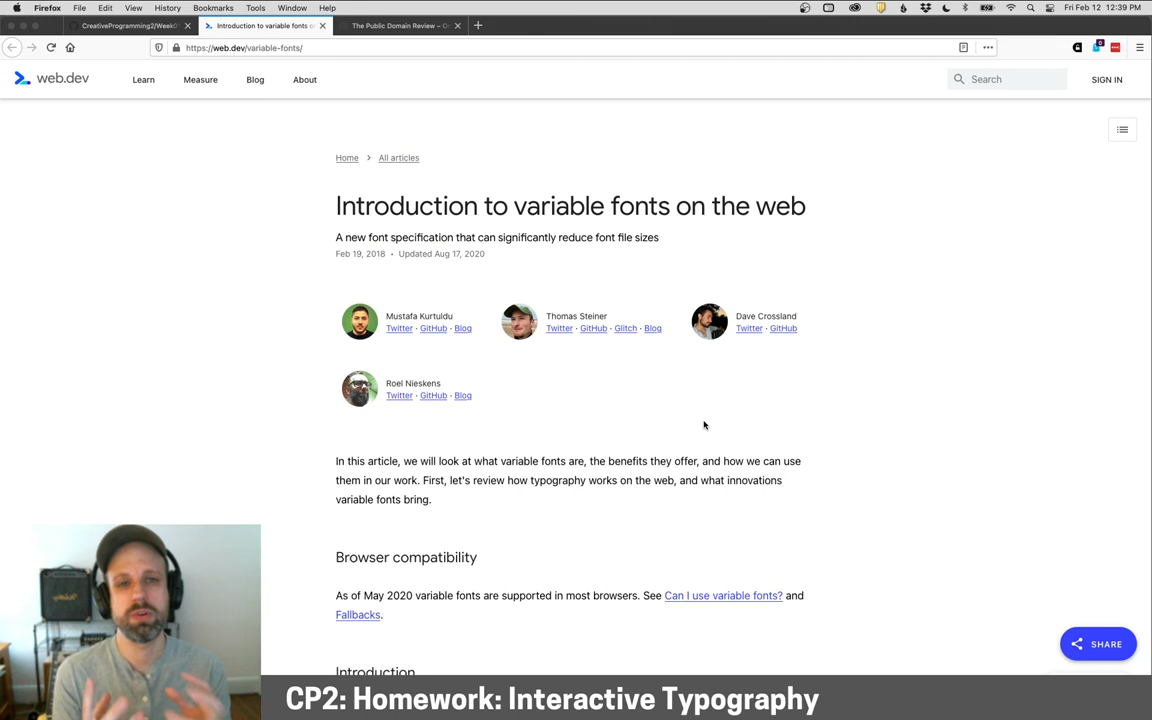 Firefox File Edit View History Bookmarks Tools Window Help Fri Feb 12 12:39 PM
CreativeProgramming2/Week0 Introduction to variable fonts o The Public Domain Review – O
https://web.dev/variable-fonts/
web.dev Learn Measure Blog About Search SIGN IN
Home > All articles
Introduction to variable fonts on the web
A new font specification that can significantly reduce font file sizes
Feb 19, 2018 • Updated Aug 17, 2020
Mustafa Kurtuldu
Twitter · GitHub · Blog
Thomas Steiner
Twitter · GitHub · Glitch · Blog
Dave Crossland
Twitter · GitHub
Roel Nieskens
Twitter · GitHub · Blog
In this article, we will look at what variable fonts are, the benefits they offer, and how we can use
them in our work. First, let's review how typography works on the web, and what innovations
variable fonts bring.
Browser compatibility
As of May 2020 variable fonts are supported in most browsers. See Can I use variable fonts? and
Fallbacks.
SHARE
Introduction
CP2: Homework: Interactive Typography